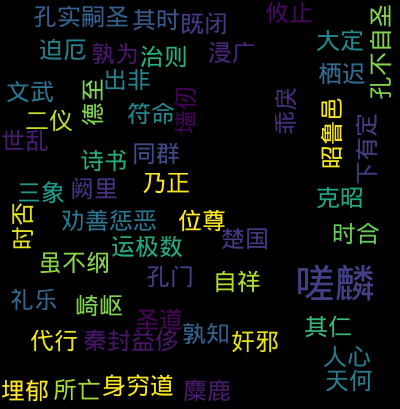 孔实嗣圣
其时
既闭
攸止
孔不自圣
大定
迫厄
孰为
治则
浸广
栖迟
出非
德至
文武
二仪
符命
墙仞
乖戾
昭鲁邑
下有定
世乱
诗书
同群
三象
阙里
乃正
克昭
时否
劝善惩恶
位尊
楚国
时合
运极数
虽不纲
孔门
自祥
嗟麟
礼乐
崎岖
圣道
其仁
代行
秦封益侈
孰知
奸邪
人心
天何
埋郁
所亡
身穷道
麋鹿